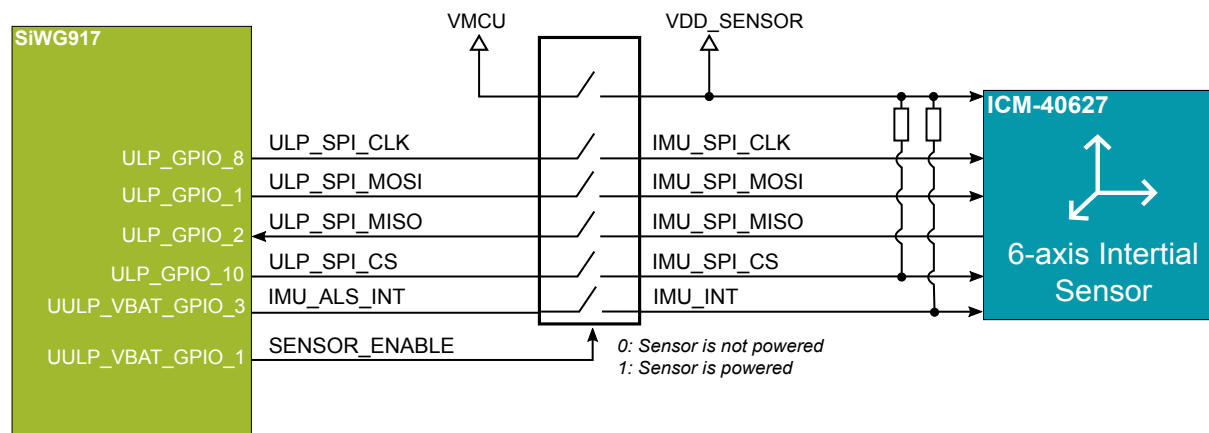 VMCU
VDD_SENSOR
SiWG917
ICM-40627
ULP_GPIO_8
ULP_SPI_CLK
IMU_SPI_CLK
ULP_GPIO_1
ULP_SPI_MOSI
IMU_SPI_MOSI
ULP_GPIO_2
ULP_SPI_MISO
IMU_SPI_MISO
ULP_GPIO_10
ULP_SPI_CS
IMU_SPI_CS
UULP_VBAT_GPIO_3
IMU_ALS_INT
IMU_INT
6-axis Intertial
Sensor
UULP_VBAT_GPIO_1
SENSOR_ENABLE
0: Sensor is not powered
1: Sensor is powered